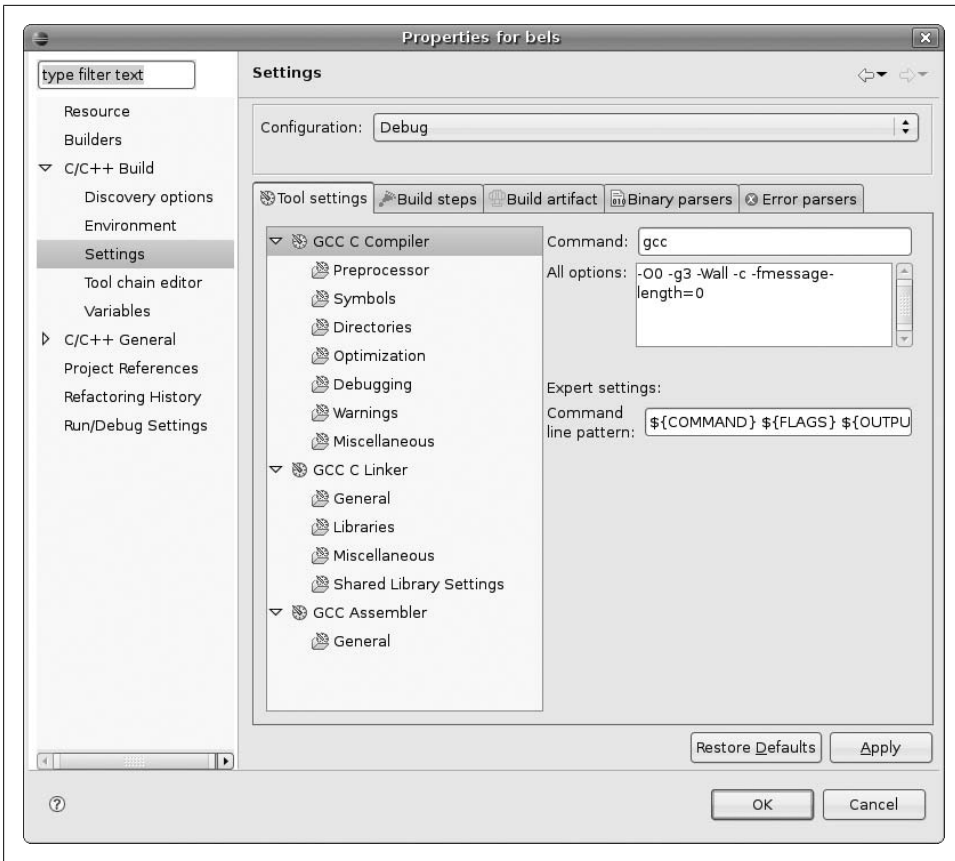 Properties for bels
type filter text
Resource
Builders
C/C++ Build
Discovery options
Environment
Settings
Tool chain editor
Variables
C/C++ General
Project References
Refactoring History
Run/Debug Settings
Settings
Configuration: Debug
Tool settings Build steps Build artifact Binary parsers Error parsers
GCC C Compiler
Preprocessor
Symbols
Directories
Optimization
Debugging
Warnings
Miscellaneous
GCC C Linker
General
Libraries
Miscellaneous
Shared Library Settings
GCC Assembler
General
Command: gcc
All options: -O0 -g3 -Wall -c -fmessage-
length=0
Expert settings:
Command
line pattern: ${COMMAND} ${FLAGS} ${OUTPU
Restore Defaults Apply
OK Cancel